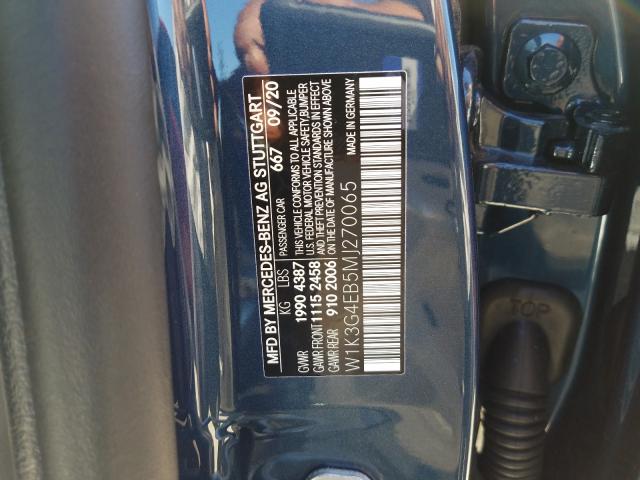 MFD BY MERCEDES-BENZ AG STUTTGART
PASSENGER CAR 667 09/20
KG LBS
GVWR 1990 4387
GAWR FRONT 1115 2458
GAWR REAR 910 2006
THIS VEHICLE CONFORMS TO ALL APPLICABLE
U.S. FEDERAL MOTOR VEHICLE SAFETY,BUMPER
AND THEFT PREVENTION STANDARDS IN EFFECT
ON THE DATE OF MANUFACTURE SHOWN ABOVE
W1K3G4EB5MJ270065
MADE IN GERMANY
TOP